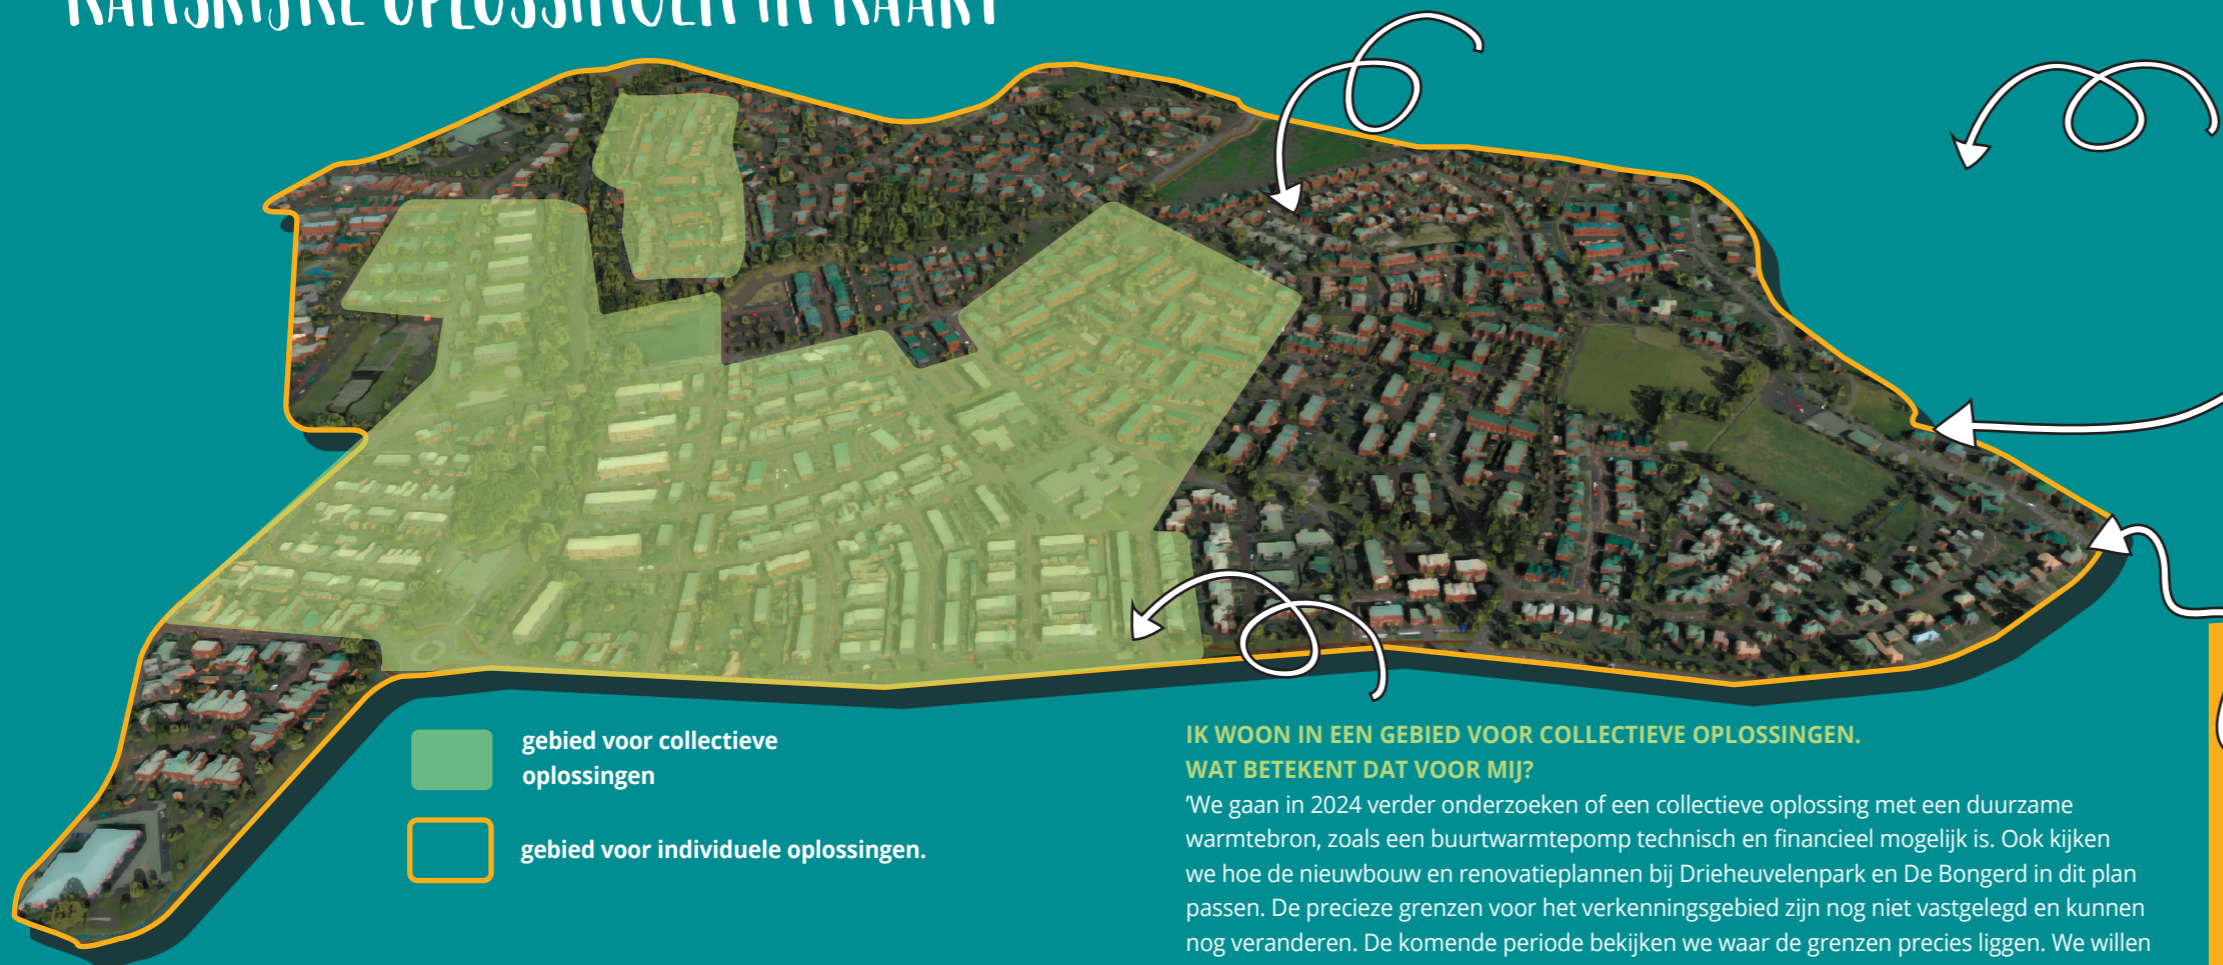 KANSRIJKE OPLOSSINGEN IN KAART
gebied voor collectieve
oplossingen
gebied voor individuele oplossingen.
IK WOON IN EEN GEBIED VOOR COLLECTIEVE OPLOSSINGEN.
WAT BETEKENT DAT VOOR MIJ?
'We gaan in 2024 verder onderzoeken of een collectieve oplossing met een duurzame
warmtebron, zoals een buurtwarmtepomp technisch en financieel mogelijk is. Ook kijken
we hoe de nieuwbouw en renovatieplannen bij Drieheuvelenpark en De Bongerd in dit plan
passen. De precieze grenzen voor het verkenningsgebied zijn nog niet vastgelegd en kunnen
nog veranderen. De komende periode bekijken we waar de grenzen precies liggen. We willen